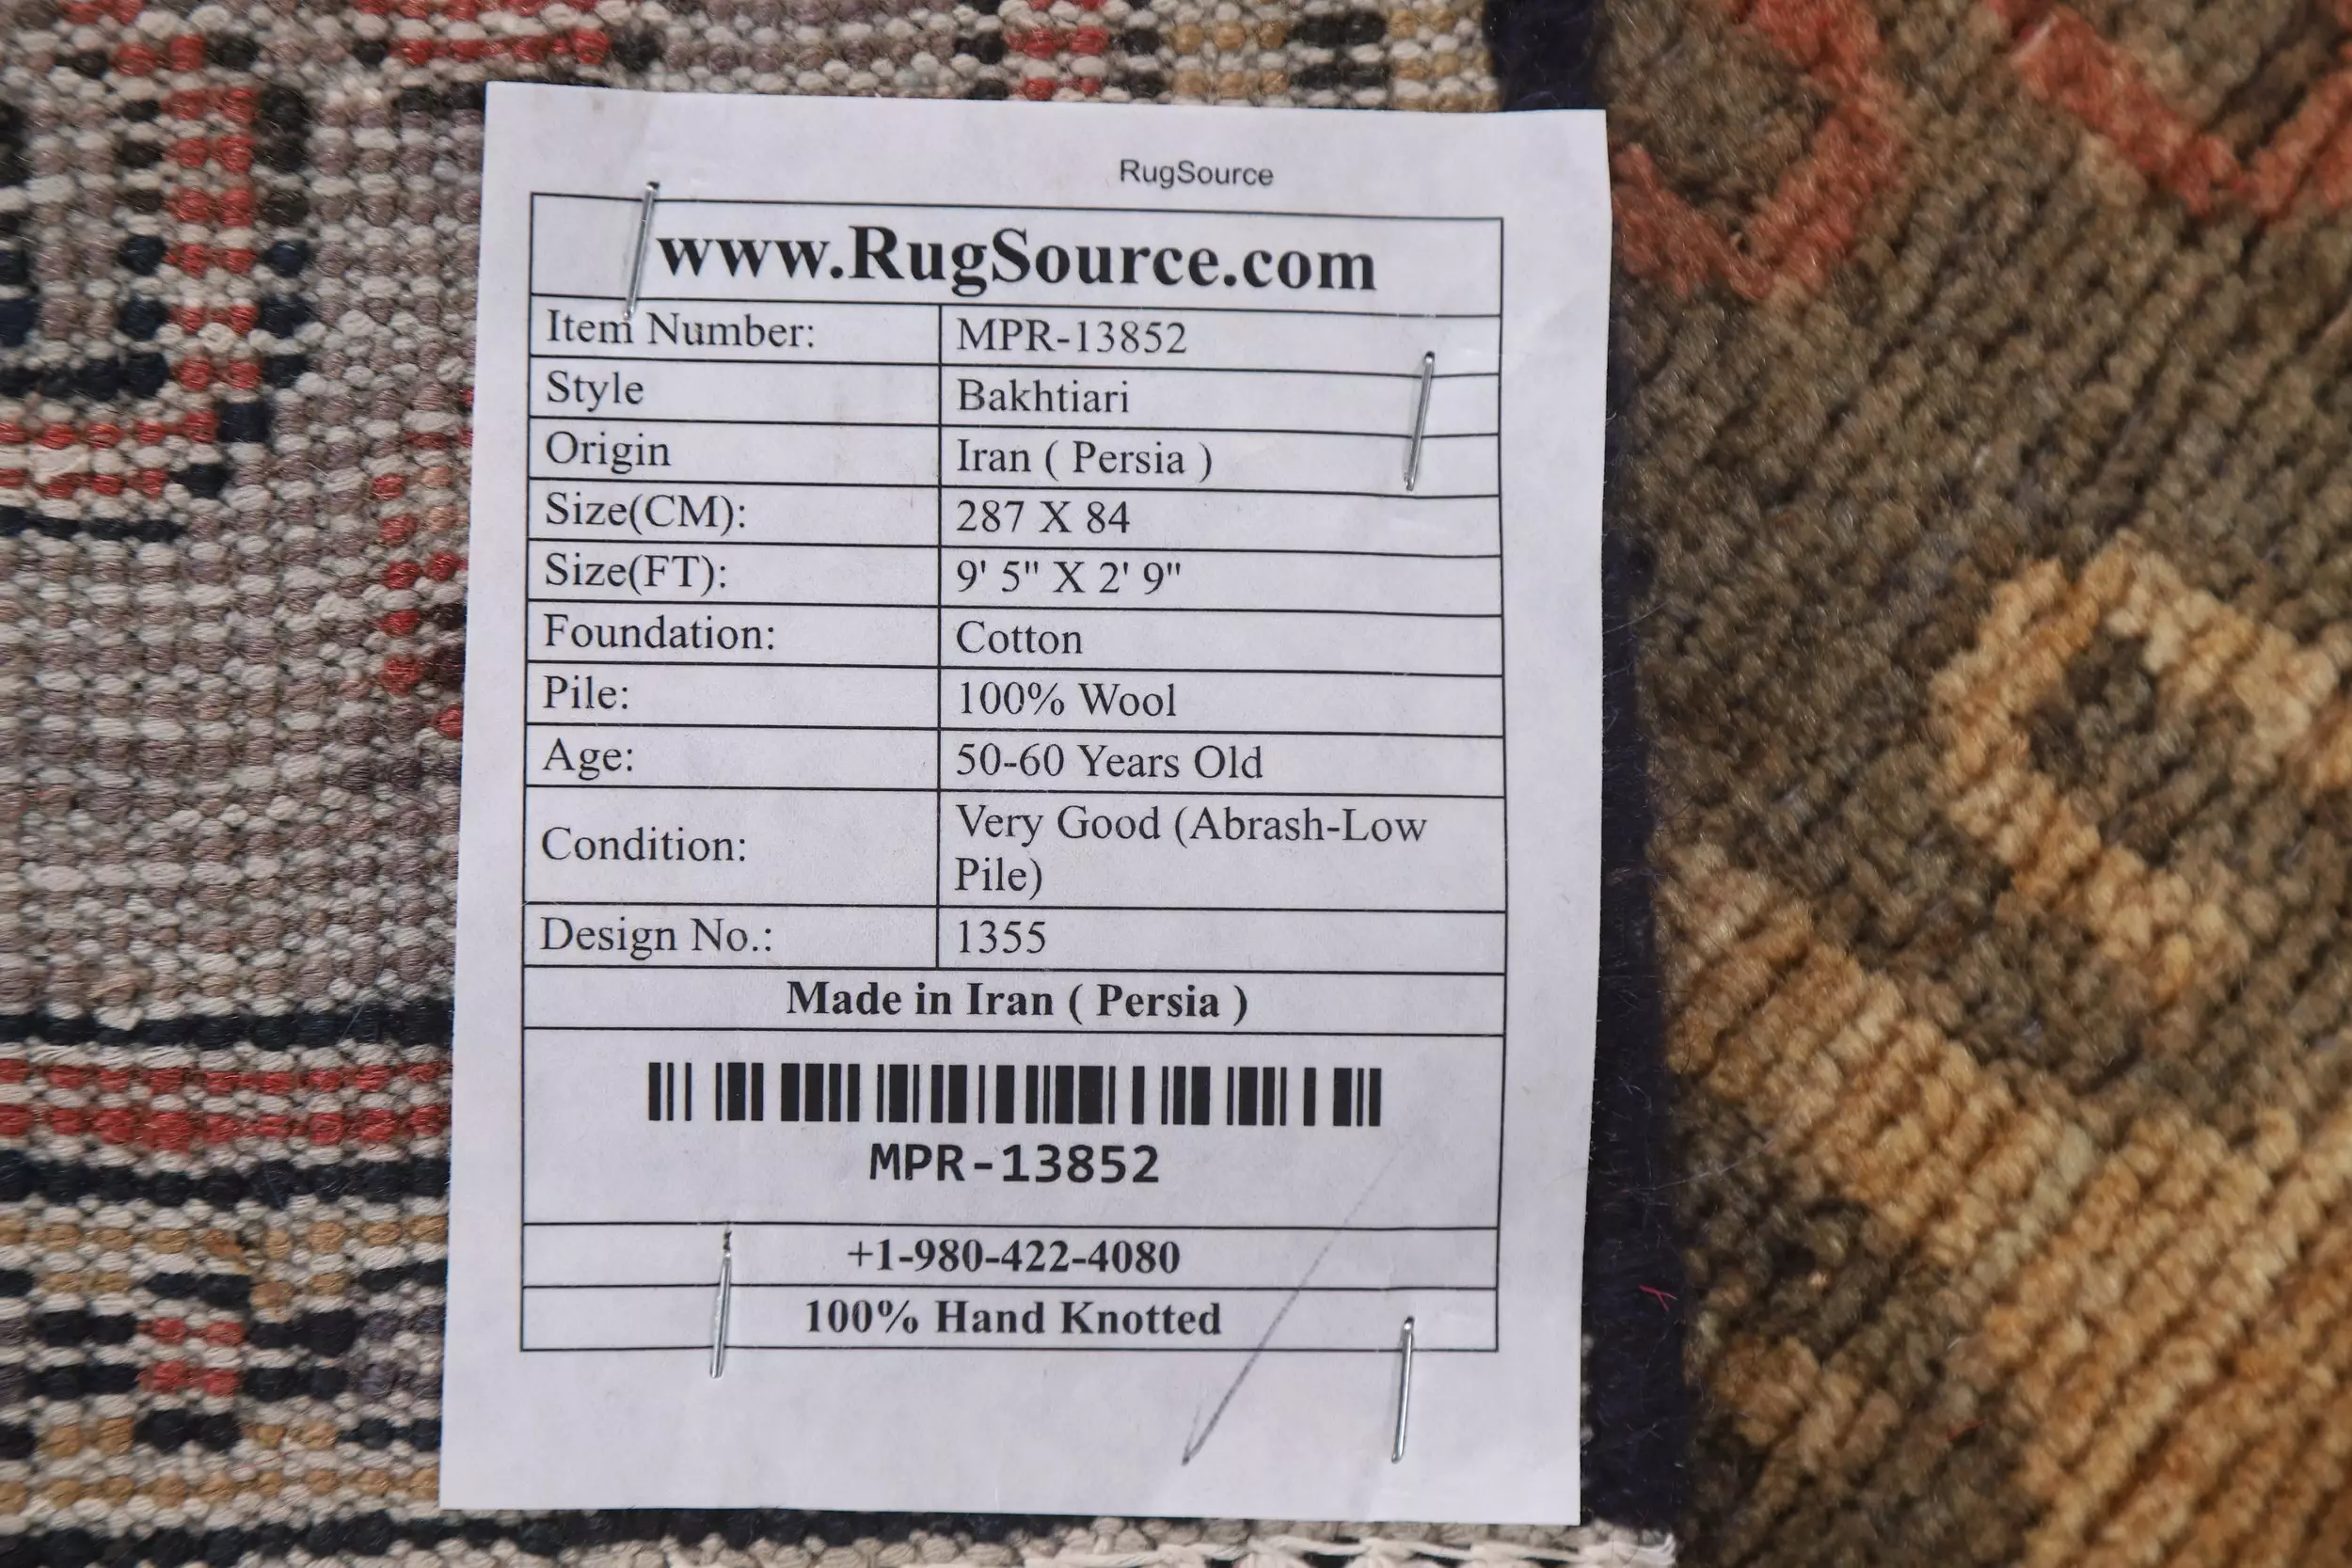 RugSource
www.RugSource.com
Item Number: MPR-13852
Style Bakhtiari
Origin Iran ( Persia )
Size(CM): 287 X 84
Size(FT): 9' 5" X 2' 9"
Foundation: Cotton
Pile: 100% Wool
Age: 50-60 Years Old
Condition: Very Good (Abrash-Low
Pile)
Design No.: 1355
Made in Iran ( Persia )
MPR-13852
+1-980-422-4080
100% Hand Knotted